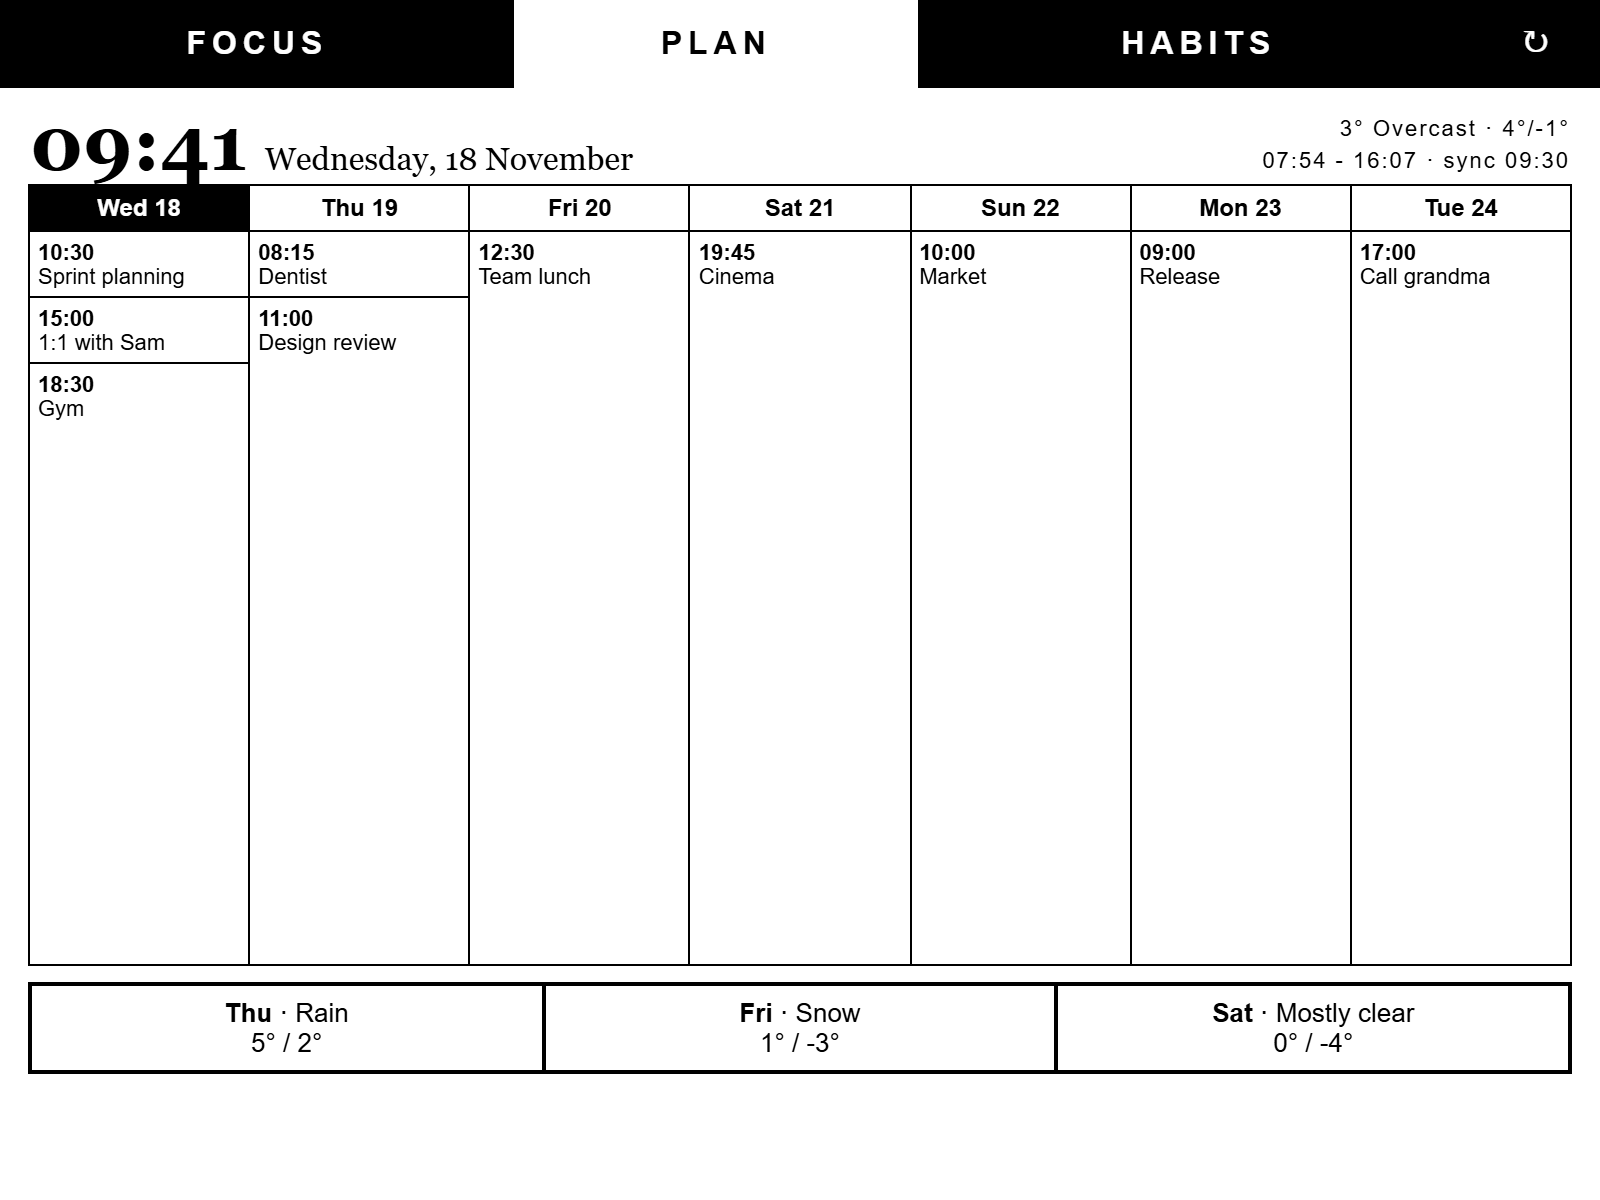 FOCUS PLAN HABITS ↻
09:41 Wednesday, 18 November
3° Overcast · 4°/-1°
07:54 - 16:07 · sync 09:30
Wed 18
10:30
Sprint planning
15:00
1:1 with Sam
18:30
Gym
Thu 19
08:15
Dentist
11:00
Design review
Fri 20
12:30
Team lunch
Sat 21
19:45
Cinema
Sun 22
10:00
Market
Mon 23
09:00
Release
Tue 24
17:00
Call grandma
Thu · Rain
5° / 2°
Fri · Snow
1° / -3°
Sat · Mostly clear
0° / -4°